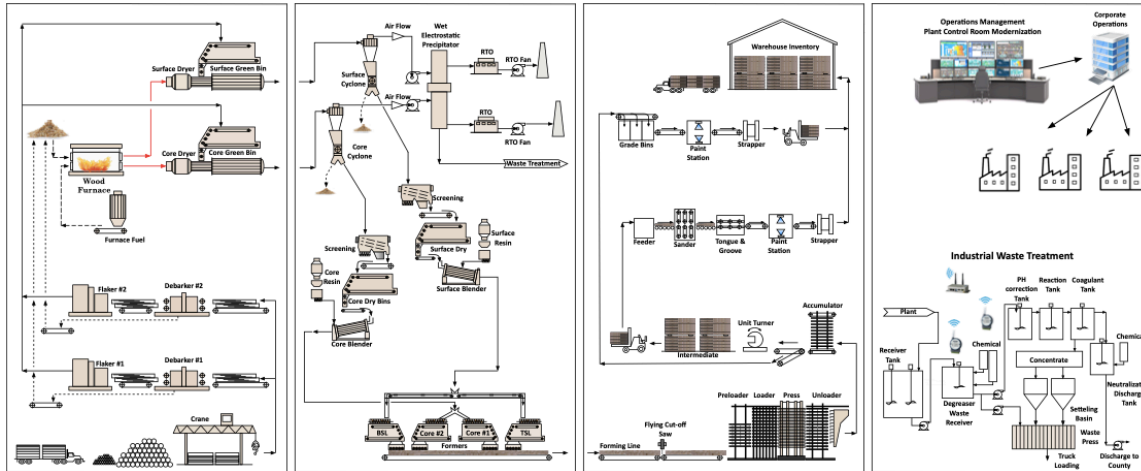 Surface Dryer
Surface Green Bin
Core Dryer
Core Green Bin
Wood
Furnace
Furnace Fuel
Flaker #2
Debarker #2
Flaker #1
Debarker #1
Crane
Air Flow
Wet
Electrostatic
Precipitator
Surface
Cyclone
RTO
RTO Fan
Air Flow
Core
Cyclone
RTO
RTO Fan
Waste Treatment
Screening
Surface
Resin
Surface Dry
Screening
Core
Resin
Core Dry Bins
Surface Blender
Core Blender
BSL
Core #2
Core #1
TSL
Formers
Warehouse Inventory
Grade Bins
Paint
Station
Strapper
Feeder
Sander
Tongue &
Groove
Paint
Station
Strapper
Accumulator
Unit Turner
Intermediate
Preloader
Loader
Press
Unloader
Flying Cut-off
Saw
Forming Line
Operations Management
Plant Control Room Modernization
Corporate
Operations
Industrial Waste Treatment
PH
correction
Tank
Reaction
Tank
Coagulant
Tank
Plant
Receiver
Tank
Chemical
Chemica
Concentrate
Degreaser
Waste
Receiver
Neutralizat
Discharge
Tank
Setteling
Basin
Waste
Press
Truck
Loading
Discharge to
County